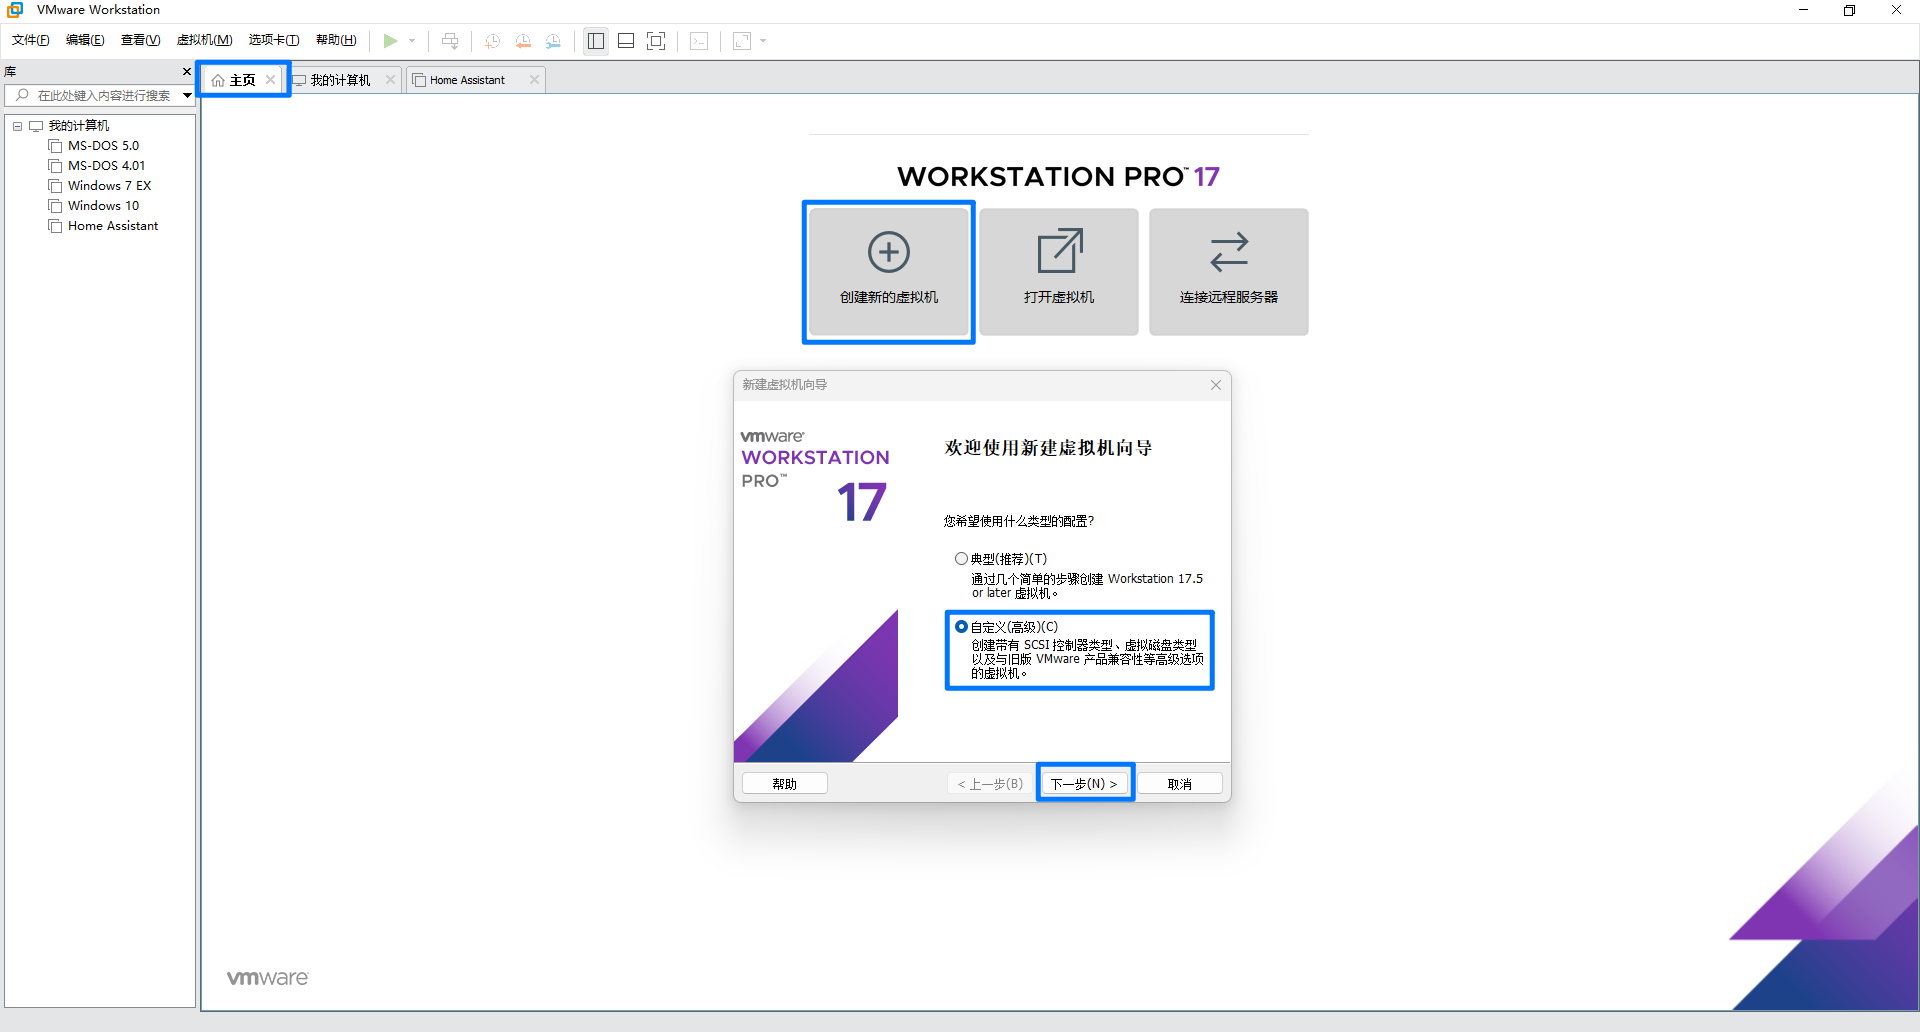 VMware Workstation
文件(F) 编辑(E) 查看(V) 虚拟机(M) 选项卡(T) 帮助(H)
库
在此处键入内容进行搜索
我的计算机
MS-DOS 5.0
MS-DOS 4.01
Windows 7 EX
Windows 10
Home Assistant
主页 我的计算机 Home Assistant
WORKSTATION PRO™ 17
创建新的虚拟机 打开虚拟机 连接远程服务器
新建虚拟机向导
vmware®
WORKSTATION
PRO™
17
欢迎使用新建虚拟机向导
您希望使用什么类型的配置?
典型(推荐)(T)
通过几个简单的步骤创建 Workstation 17.5
or later 虚拟机。
自定义(高级)(C)
创建带有 SCSI 控制器类型、虚拟磁盘类型
以及与旧版 VMware 产品兼容性等高级选项
的虚拟机。
帮助 < 上一步(B) 下一步(N) > 取消
vmware®